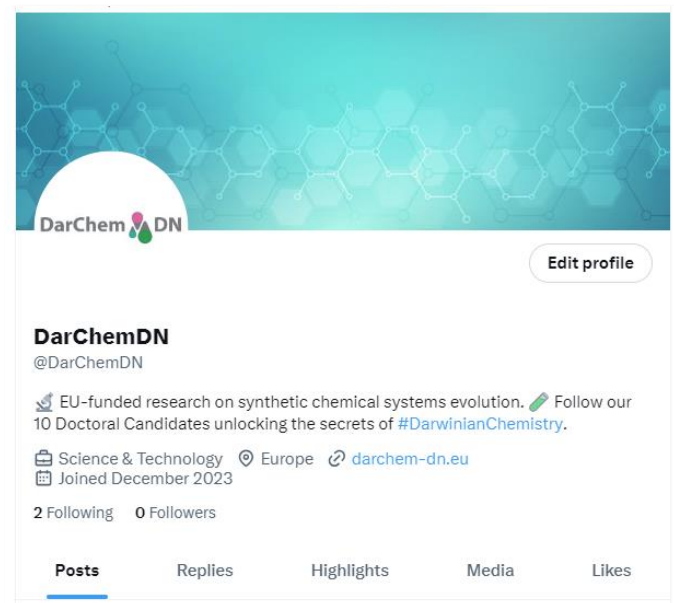 DarChem DN
Edit profile
DarChemDN
@DarChemDN
EU-funded research on synthetic chemical systems evolution. Follow our
10 Doctoral Candidates unlocking the secrets of #DarwinianChemistry.
Science & Technology Europe darchem-dn.eu
Joined December 2023
2 Following 0 Followers
Posts Replies Highlights Media Likes